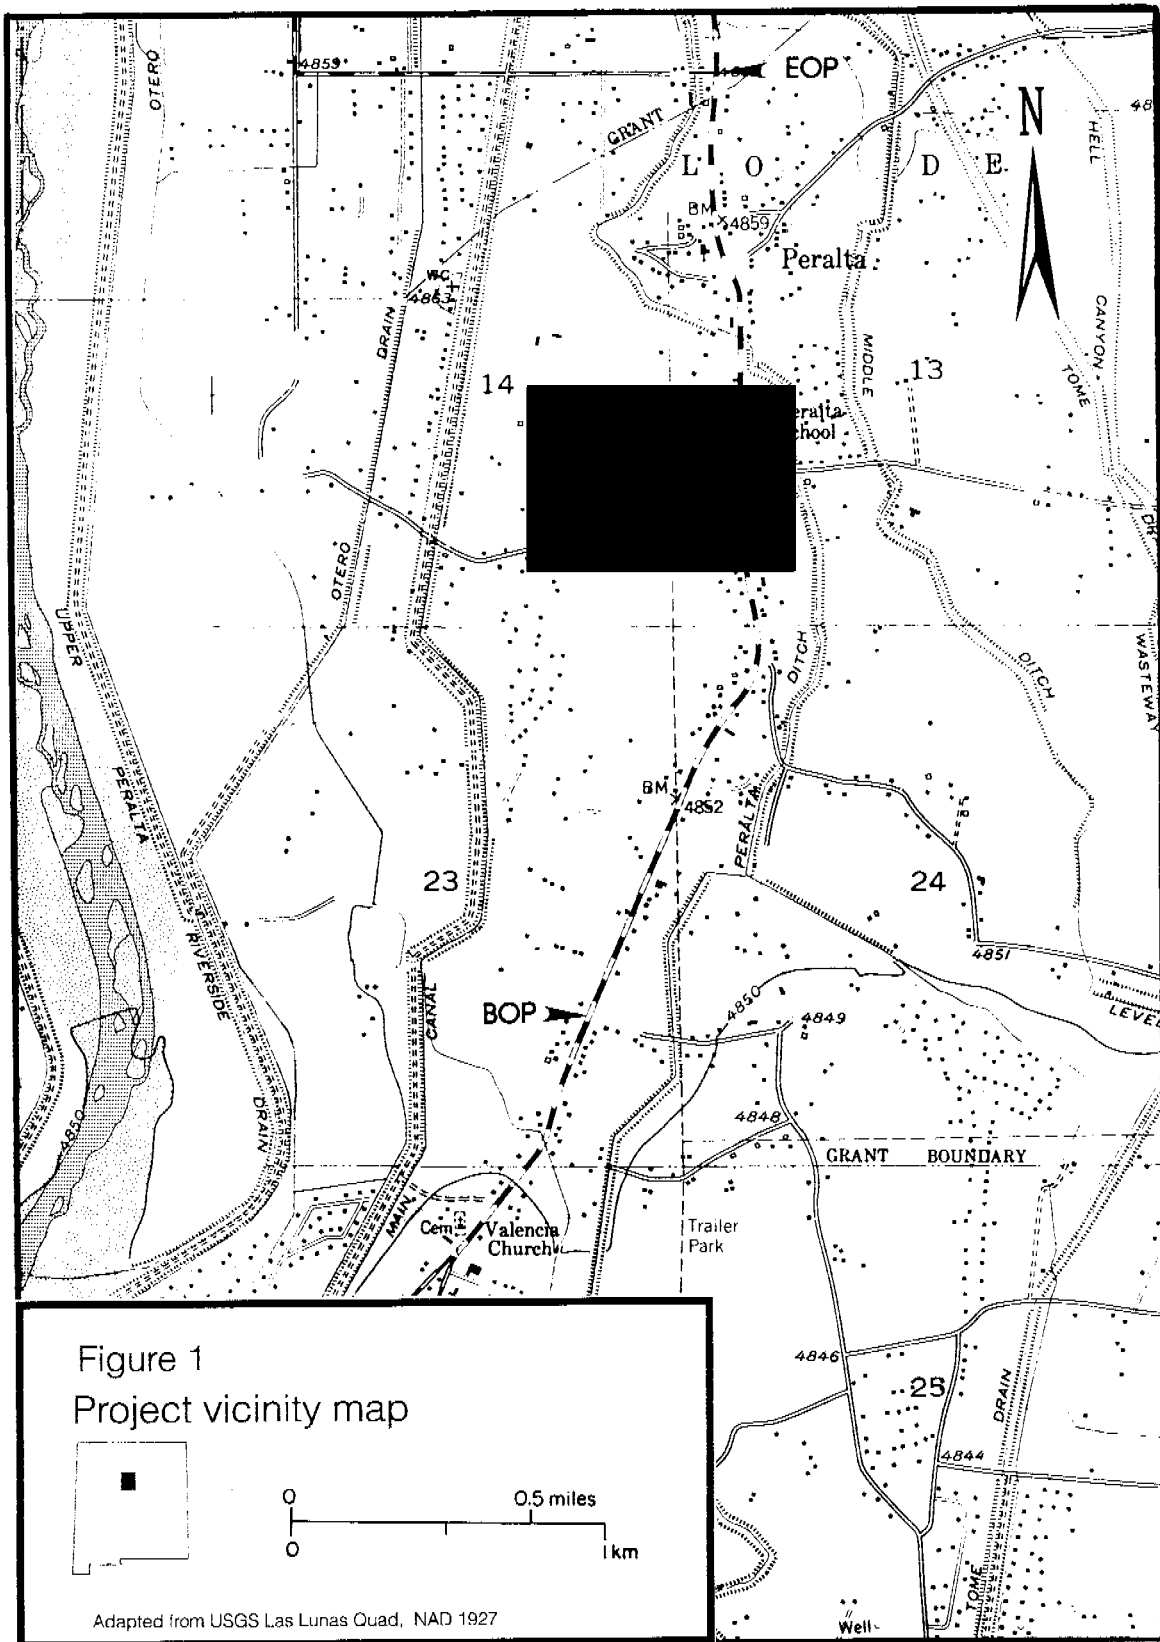 OTERO
4859
EOP
N
GRANT
L O D E
HELL
BM
4859
Peralta
WC
4863
DRAIN
CANYON
MIDDLE
TOME
14
13
eralta
chool
OTERO
UPPER
DITCH
DITCH
WASTEWAY
PERALTA
BM
4852
PERALTA
23
24
RIVERSIDE
4851
BOP
CANAL
4850
4849
LEVEL
DRAIN
4850
4848
GRANT BOUNDARY
MAIN
Cem
Valencia
Church
Trailer
Park
4846
25
DRAIN
4844
TOME
Well
Figure 1
Project vicinity map
0 0.5 miles
0 1km
Adapted from USGS Las Lunas Quad, NAD 1927